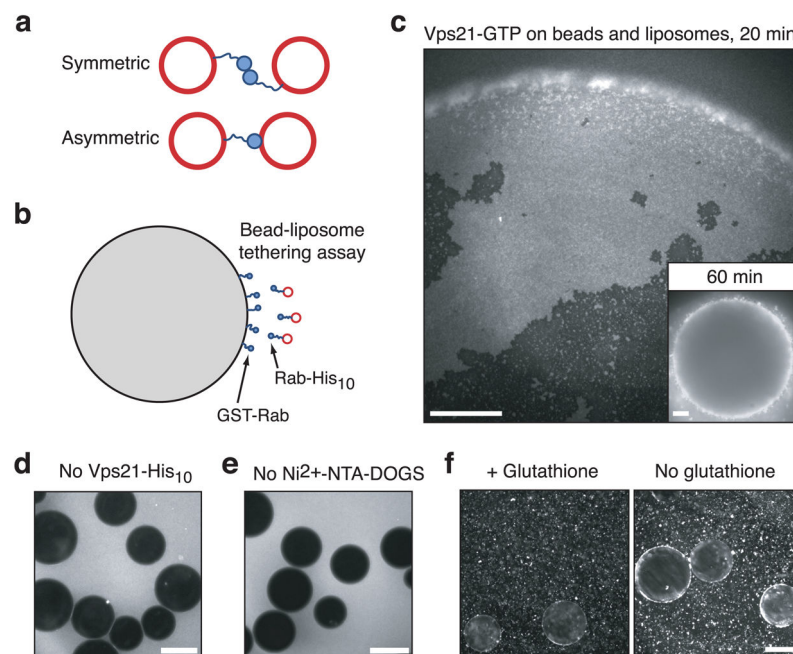 a
Symmetric
Asymmetric
b
Bead-liposome
tethering assay
Rab-His10
GST-Rab
c
Vps21-GTP on beads and liposomes, 20 min
60 min
d
No Vps21-His10
e
No Ni2+-NTA-DOGS
f
+ Glutathione
No glutathione